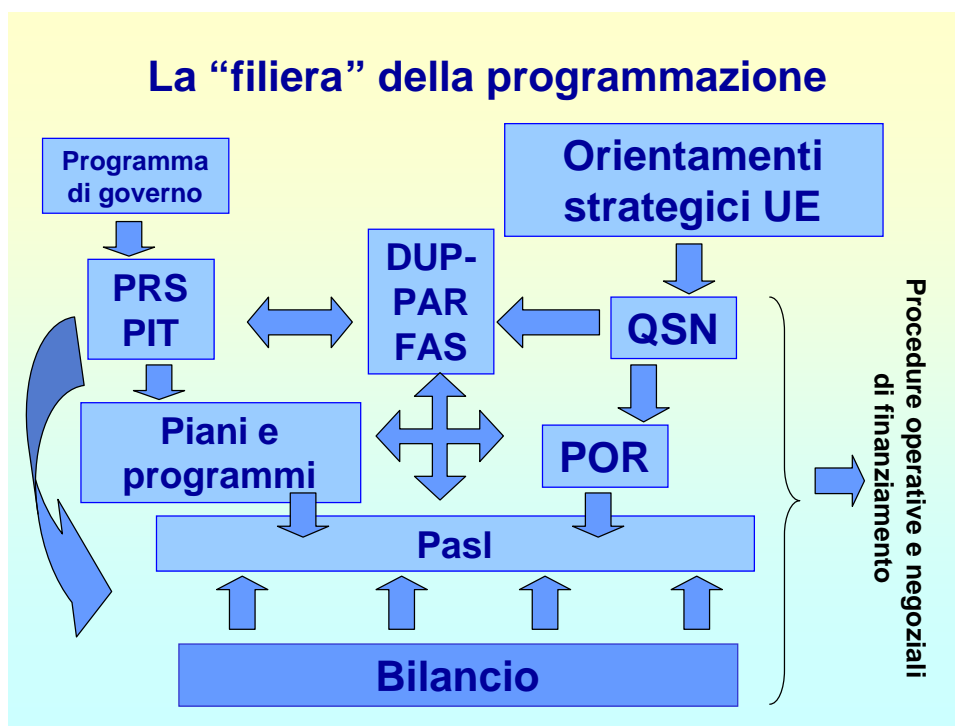 La “filiera” della programmazione
Programma
di governo
Orientamenti
strategici UE
PRS
PIT
DUP-
PAR
FAS
QSN
Piani e
programmi
POR
Pasl
Bilancio
Procedure operative e negoziali
di finanziamento